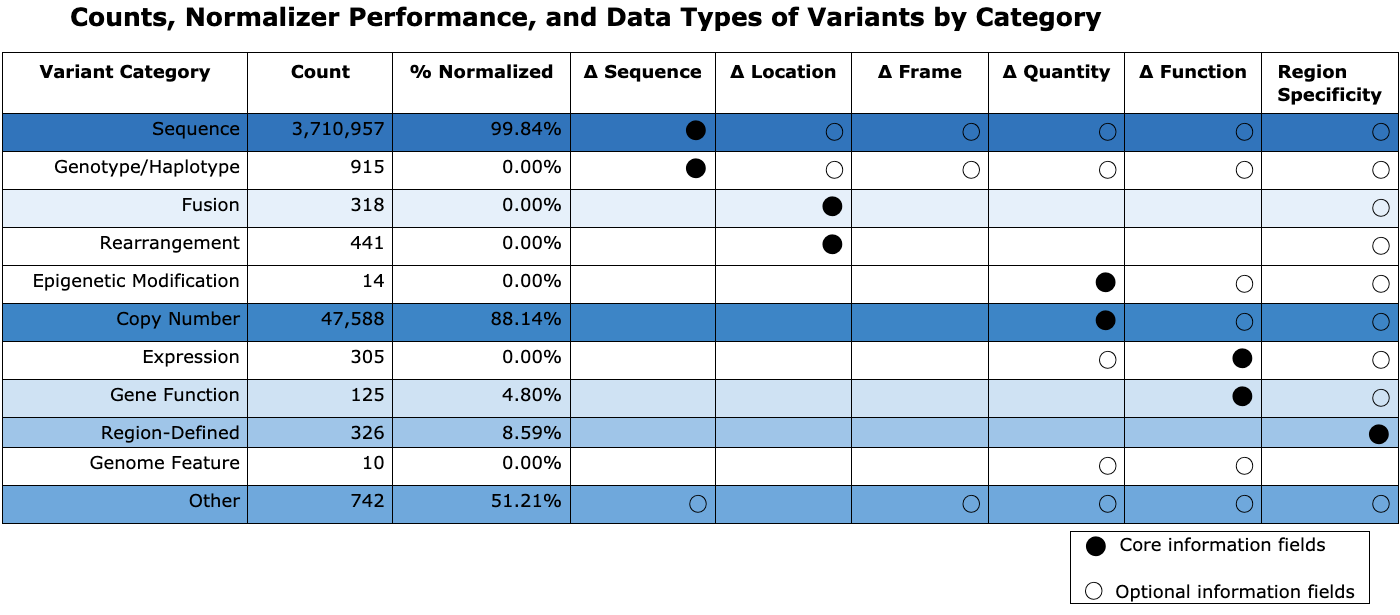 Counts, Normalizer Performance, and Data Types of Variants by Category
Variant Category Count % Normalized Δ Sequence Δ Location Δ Frame Δ Quantity Δ Function Region Specificity
Sequence 3,710,957 99.84% ● ○ ○ ○ ○ ○
Genotype/Haplotype 915 0.00% ● ○ ○ ○ ○ ○
Fusion 318 0.00% ● ○
Rearrangement 441 0.00% ● ○
Epigenetic Modification 14 0.00% ● ○ ○
Copy Number 47,588 88.14% ● ○ ○
Expression 305 0.00% ○ ● ○
Gene Function 125 4.80% ● ○
Region-Defined 326 8.59% ●
Genome Feature 10 0.00% ○ ○
Other 742 51.21% ○ ○ ○ ○ ○
● Core information fields
○ Optional information fields